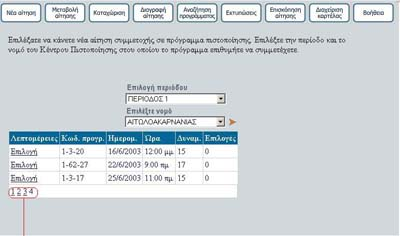 Νέα αίτηση
Μεταβολή αίτησης
Καταχώριση
Διαγραφή αίτησης
Αναζήτηση προγράμματος
Εκτυπώσεις
Επισκόπηση αίτησης
Διαχείριση καρτέλας
Βοήθεια
Επιλέξατε να κάνετε νέα αίτηση συμμετοχής σε πρόγραμμα πιστοποίησης. Επιλέξτε την περίοδο και το
νομό του Κέντρου Πιστοποίησης στου οποίου το πρόγραμμα επιθυμήτε να συμμετέχετε.
Επιλογή περιόδου
ΠΕΡΙΟΔΟΣ 1
Επιλέξτε νομό
ΑΙΤΩΛΟΑΚΑΡΝΑΝΙΑΣ
Λεπτομέρειες Κωδ. προγρ. Ημερομ. Ώρα Δυναμ. Επιλογες
Επιλογή 1-3-20 16/6/2003 12:00 μμ 15 0
Επιλογή 1-62-27 22/6/2003 9:00 πμ 17 0
Επιλογή 1-3-17 25/6/2003 11:00 πμ 15 0
1 2 3 4